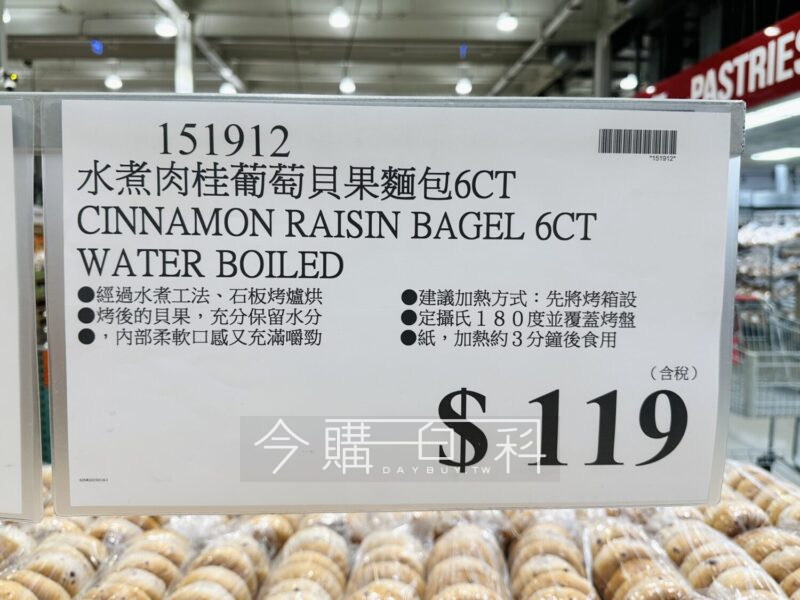 PASTRIES
151912
*151912*
水煮肉桂葡萄貝果麵包6CT
CINNAMON RAISIN BAGEL 6CT
WATER BOILED
●經過水煮工法、石板烤爐烘
●烤後的貝果，充分保留水分
●，內部柔軟口感又充滿嚼勁
●建議加熱方式：先將烤箱設
●定攝氏１８０度並覆蓋烤盤
●紙，加熱約３分鐘後食用
（含稅）
$ 119
今購百科
DAYBUY.TW